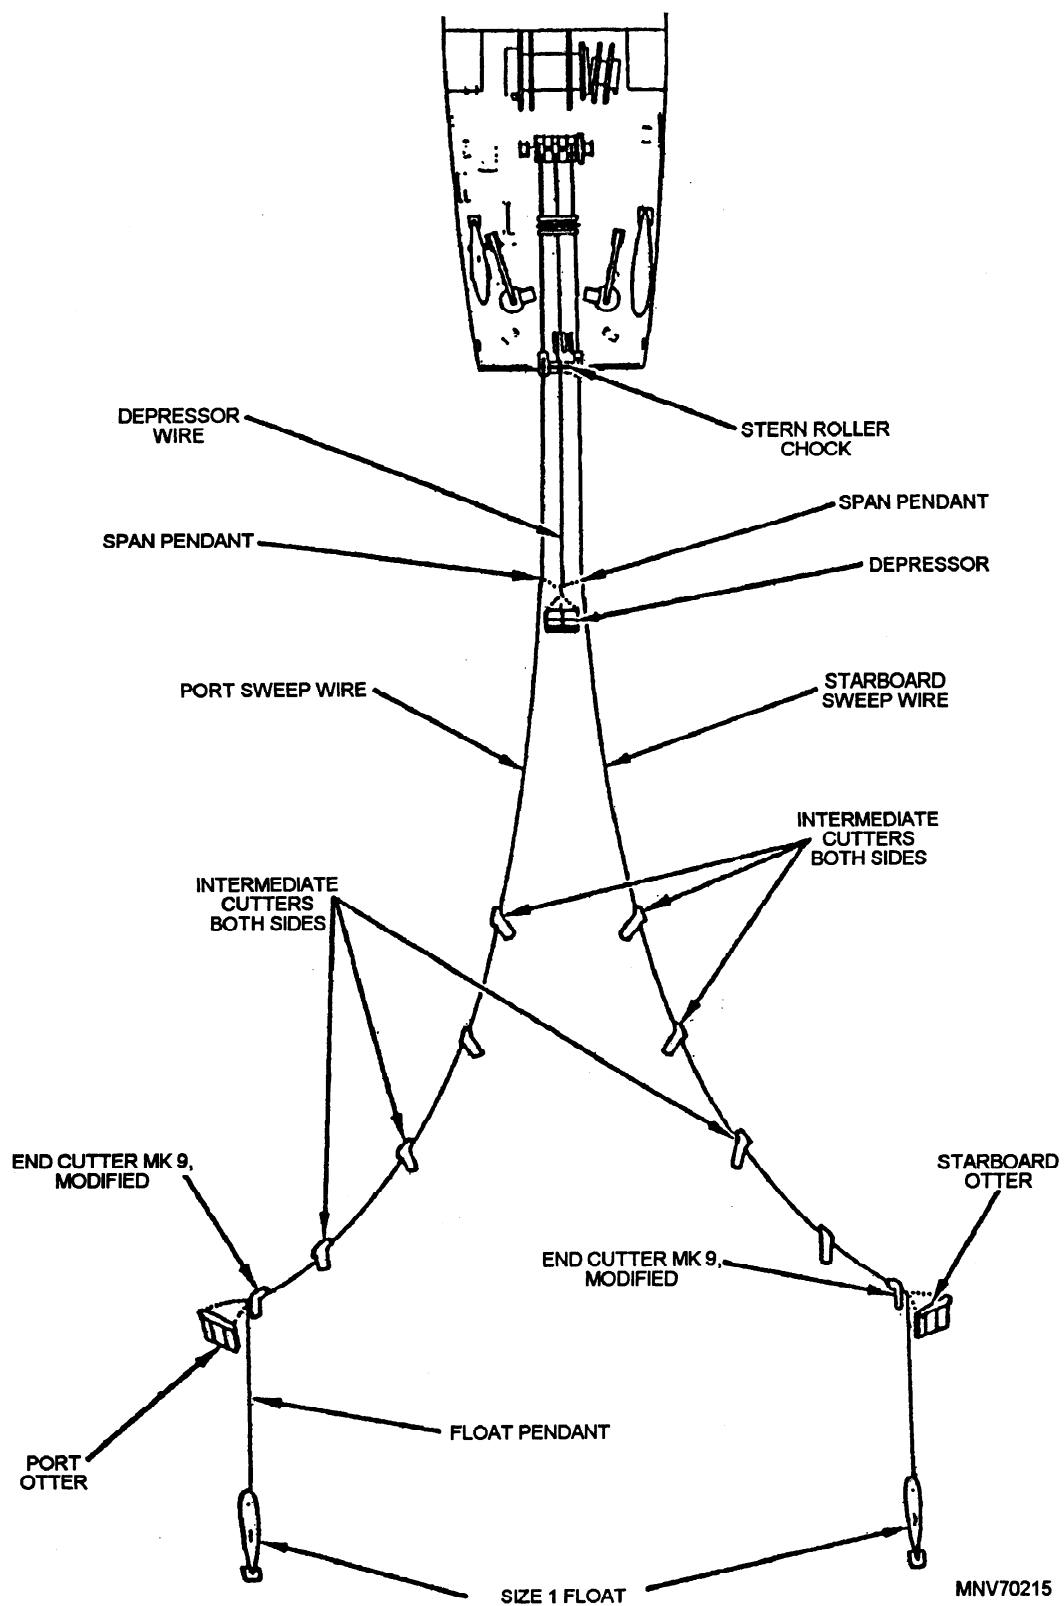 DEPRESSOR
WIRE
STERN ROLLER
CHOCK
SPAN PENDANT
SPAN PENDANT
DEPRESSOR
PORT SWEEP WIRE
STARBOARD
SWEEP WIRE
INTERMEDIATE
CUTTERS
BOTH SIDES
INTERMEDIATE
CUTTERS
BOTH SIDES
END CUTTER MK 9,
MODIFIED
STARBOARD
OTTER
END CUTTER MK 9,
MODIFIED
FLOAT PENDANT
PORT
OTTER
SIZE 1 FLOAT
MNV70215